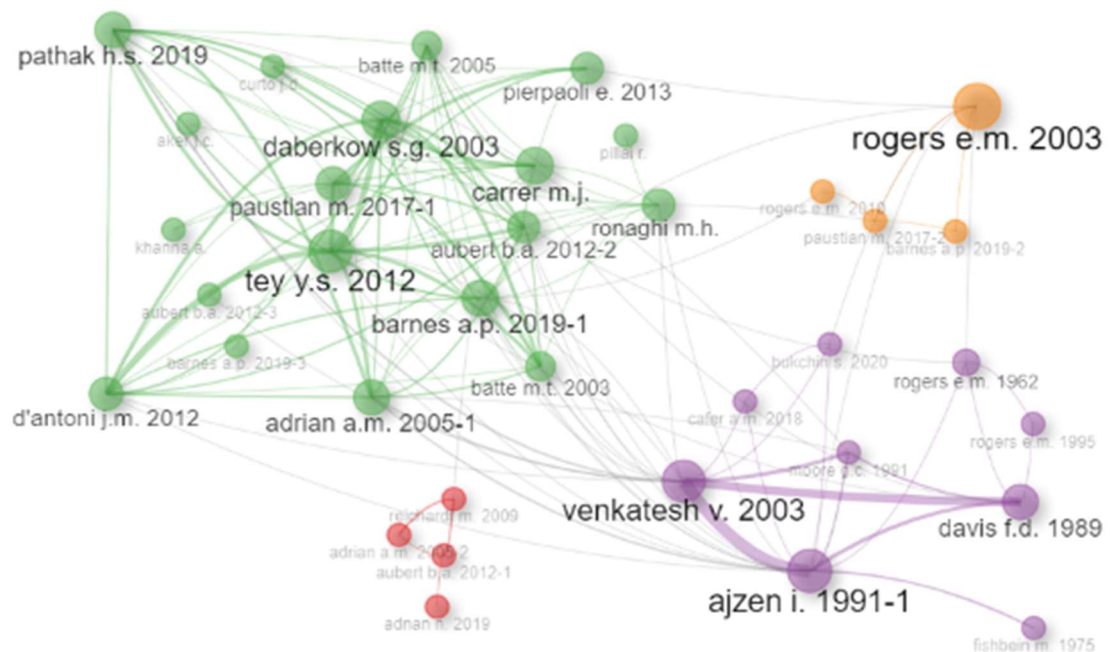 pathak h.s. 2019
batte m.t. 2005
curto j.d.
pierpaoli e. 2013
rogers e.m. 2003
aker j.c.
daberkow s.g. 2003
pillai r.
carrer m.j.
paustian m. 2017-1
rogers e.m. 2010
ronaghi m.h.
khanna a.
aubert b.a. 2012-2
paustian m. 2017-2
barnes a.p. 2019-2
tey y.s. 2012
aubert b.a. 2012-3
barnes a.p. 2019-1
barnes a.p. 2019-3
bukchin s. 2020
rogers e.m. 1962
batte m.t. 2003
d'antoni j.m. 2012
adrian a.m. 2005-1
cafer a.m. 2018
rogers e.m. 1995
moore g.c. 1991
venkatesh v. 2003
reichardt m. 2009
davis f.d. 1989
adrian a.m. 2005-2
aubert b.a. 2012-1
ajzen i. 1991-1
adnan n. 2019
fishbein m. 1975